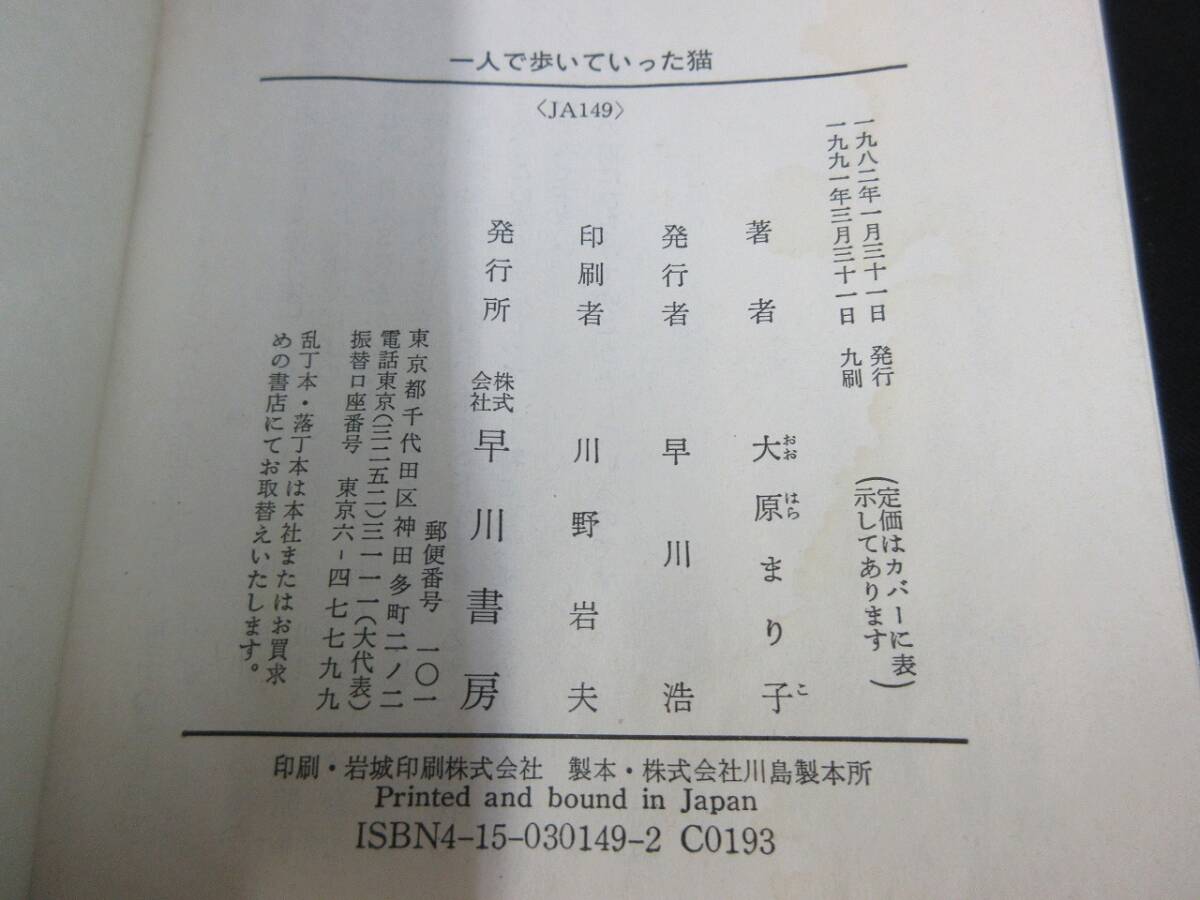 一人で歩いていった猫
〈JA149〉
一九八二年一月三十一日 発行
一九九一年三月三十一日 九刷
(定価はカバーに表
示してあります)
著者 大原まり子
おお はら こ
発行者 早川浩
印刷者 川野岩夫
発行所 株式会社 早川書房
郵便番号 一〇一
東京都千代田区神田多町二ノ二
電話東京(三二五二)三一一一(大代表)
振替口座番号 東京六-四七七九九
乱丁本・落丁本は本社またはお買求
めの書店にてお取替えいたします。
印刷・岩城印刷株式会社 製本・株式会社川島製本所
Printed and bound in Japan
ISBN4-15-030149-2 C0193